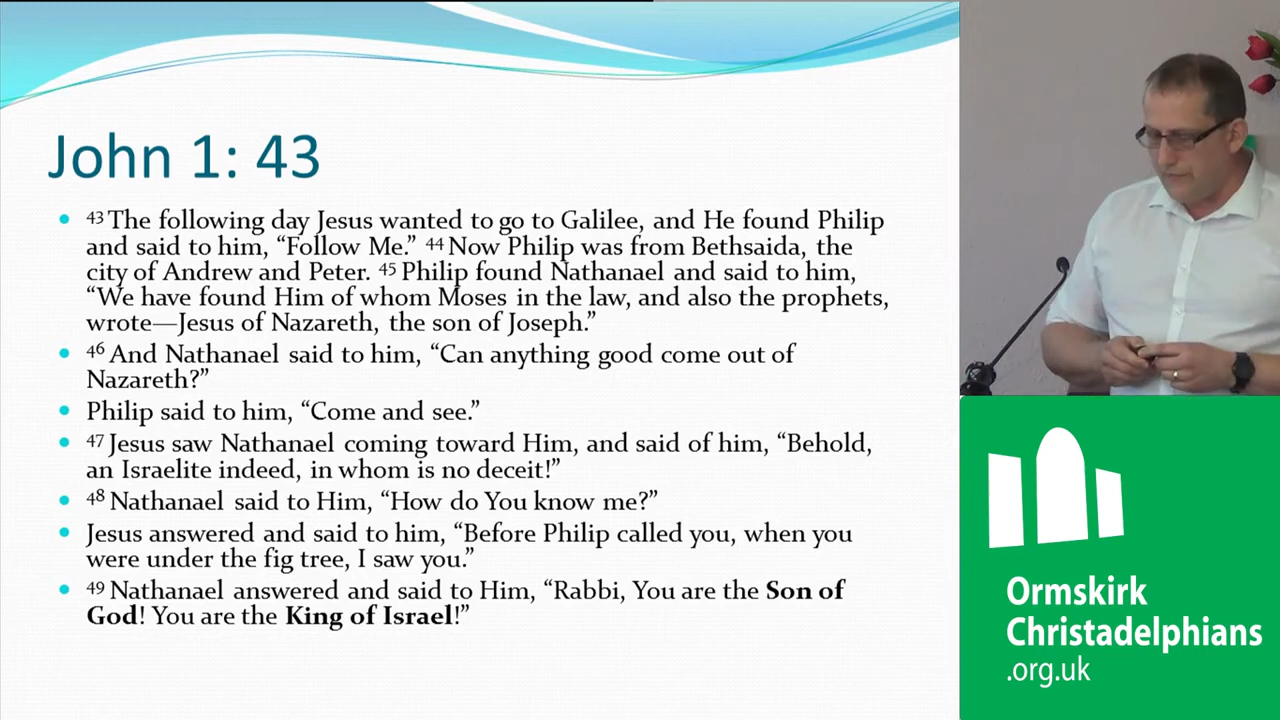 John 1: 43
43 The following day Jesus wanted to go to Galilee, and He found Philip
and said to him, “Follow Me.” 44 Now Philip was from Bethsaida, the
city of Andrew and Peter. 45 Philip found Nathanael and said to him,
“We have found Him of whom Moses in the law, and also the prophets,
wrote—Jesus of Nazareth, the son of Joseph.”
46 And Nathanael said to him, “Can anything good come out of
Nazareth?”
Philip said to him, “Come and see.”
47 Jesus saw Nathanael coming toward Him, and said of him, “Behold,
an Israelite indeed, in whom is no deceit!”
48 Nathanael said to Him, “How do You know me?”
Jesus answered and said to him, “Before Philip called you, when you
were under the fig tree, I saw you.”
49 Nathanael answered and said to Him, “Rabbi, You are the Son of
God! You are the King of Israel!”
Ormskirk
Christadelphians
.org.uk